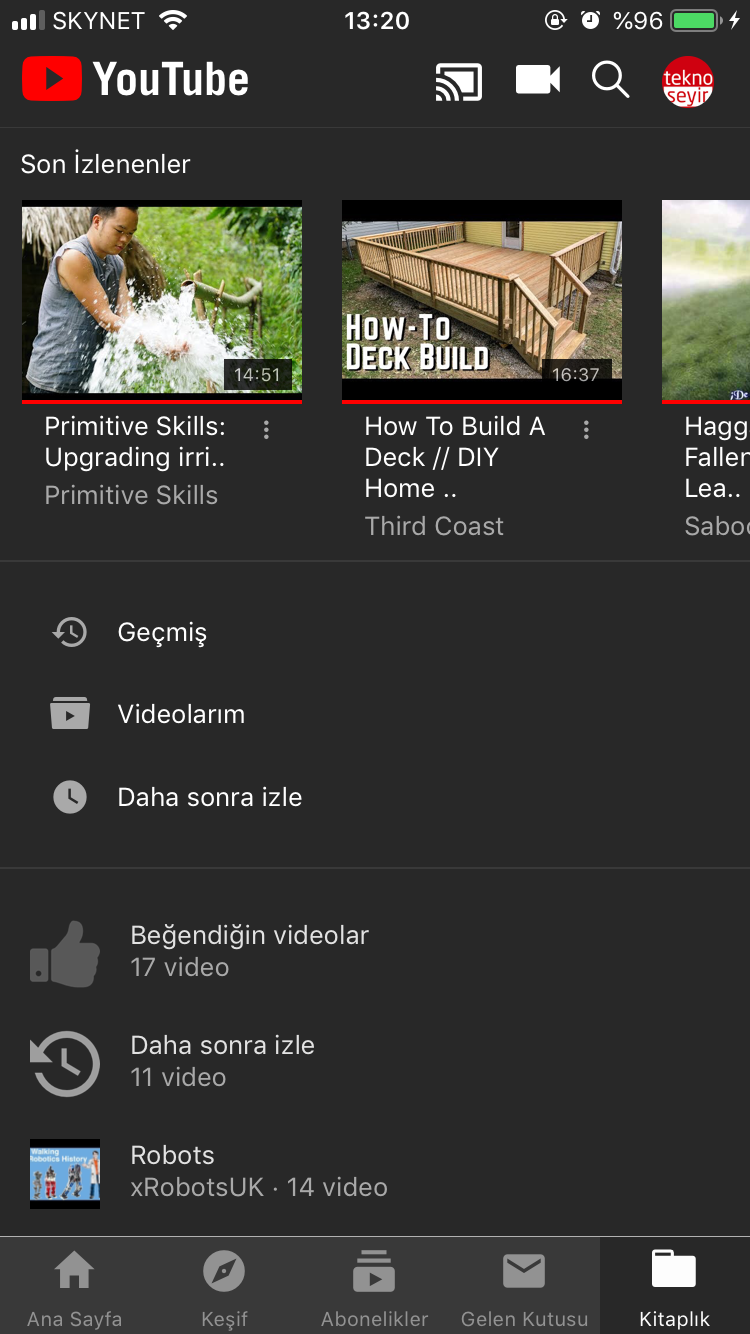 SKYNET 13:20 %96
YouTube
tekno
seyir
Son İzlenenler
HOW-TO
DECK BUILD
14:51
16:37
Primitive Skills:
Upgrading irri..
Primitive Skills
How To Build A
Deck // DIY
Home ..
Third Coast
Hagg
Fallen
Lea..
Saboo
Geçmiş
Videolarım
Daha sonra izle
Beğendiğin videolar
17 video
Daha sonra izle
11 video
Walking
Robotics History
Robots
xRobotsUK · 14 video
Ana Sayfa
Keşif
Abonelikler
Gelen Kutusu
Kitaplık